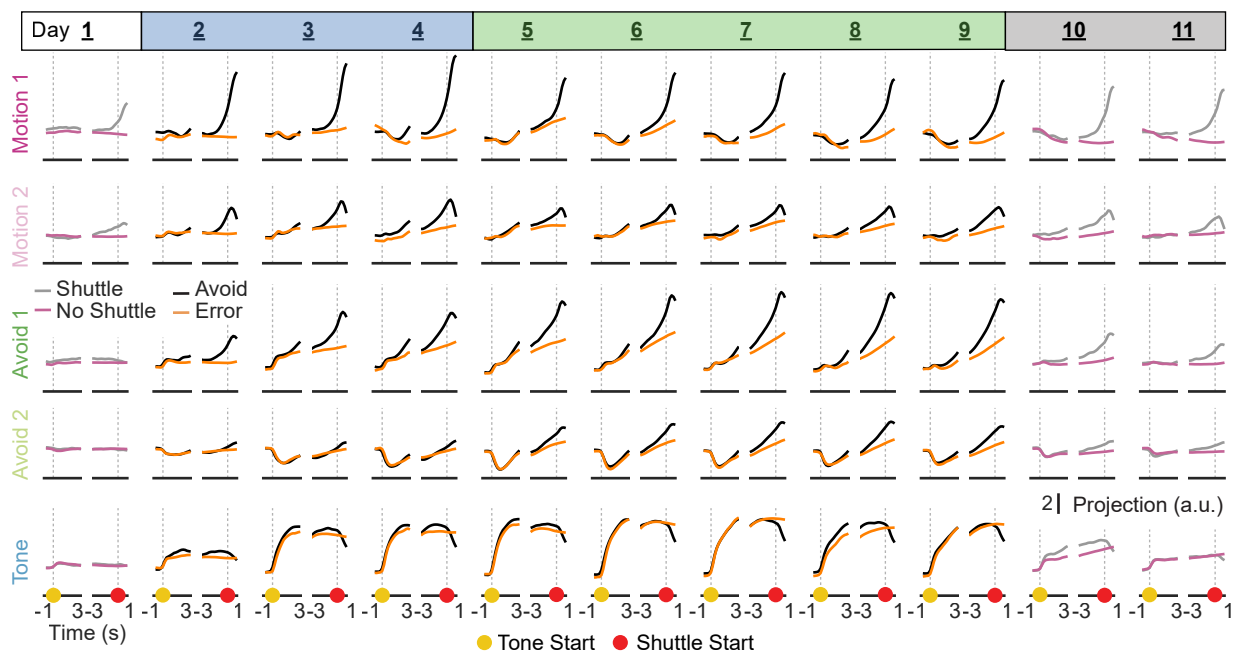 Day 1 2 3 4 5 6 7 8 9 10 11
Motion 1
Motion 2
Shuttle
Avoid
No Shuttle
Error
Avoid 1
Avoid 2
2 Projection (a.u.)
Tone
-1 3-3 1 -1 3-3 1 -1 3-3 1 -1 3-3 1 -1 3-3 1 -1 3-3 1 -1 3-3 1 -1 3-3 1 -1 3-3 1 -1 3-3 1 -1 3-3 1
Time (s)
Tone Start
Shuttle Start